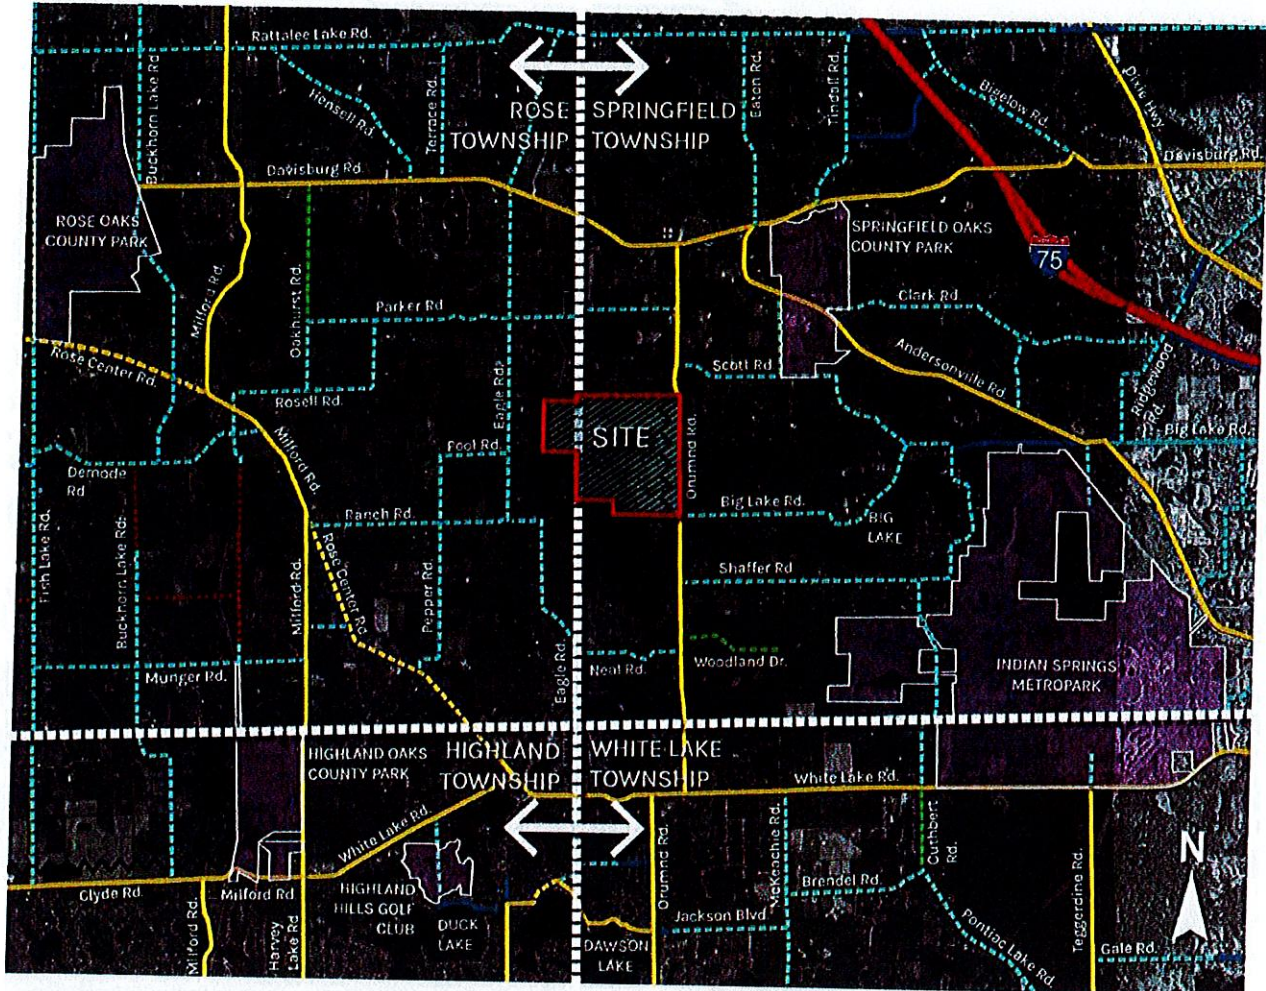 Rattalee Lake Rd.
Buckhorn Lake Rd.
Hensell Rd.
Terrace Rd.
ROSE
TOWNSHIP
SPRINGFIELD
TOWNSHIP
Eaton Rd.
Tindall Rd.
Bigelow Rd.
Dixie Hwy.
Davisburg Rd.
Davisburg Rd.
ROSE OAKS
COUNTY PARK
SPRINGFIELD OAKS
COUNTY PARK
75
Milford Rd.
Oakhurst Rd.
Parker Rd
Clark Rd.
Rose Center Rd.
Rosell Rd.
Eagle Rd.
Scott Rd
Andersonville Rd.
Ridgewood
Rd.
Big Lake Rd.
SITE
Milford Rd.
Pool Rd.
Demode
Rd
Big Lake Rd.
BIG
LAKE
Ranch Rd.
Fish Lake Rd.
Buckhorn Lake Rd.
Milford Rd.
Rose Center Rd.
Pepper Rd.
Shaffer Rd
Munger Rd.
Eagle Rd.
Neal Rd.
Woodland Dr.
INDIAN SPRINGS
METROPARK
HIGHLAND OAKS
COUNTY PARK
HIGHLAND
TOWNSHIP
WHITE LAKE
TOWNSHIP
White Lake Rd.
White Lake Rd.
Cuthbert
Rd.
McKeachie Rd.
Teggerdine Rd.
N
Clyde Rd.
Milford Rd
Milford Rd.
Harvey
Lake Rd.
HIGHLAND
HILLS GOLF
CLUB
DUCK
LAKE
DAWSON
LAKE
Jackson Blvd
Brendel Rd.
Pontiac Lake Rd.
Gale Rd.